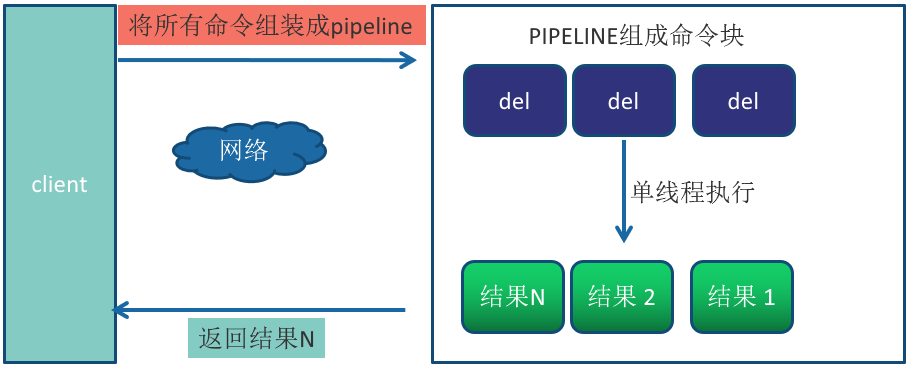 将所有命令组装成pipeline
PIPELINE组成命令块
del
del
del
网络
client
单线程执行
结果N
结果 2
结果 1
返回结果N